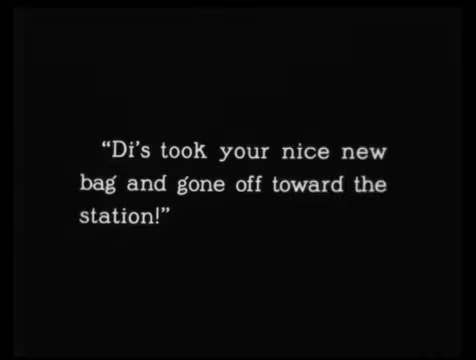 “Di's took your nice new
bag and gone off toward the
station!”